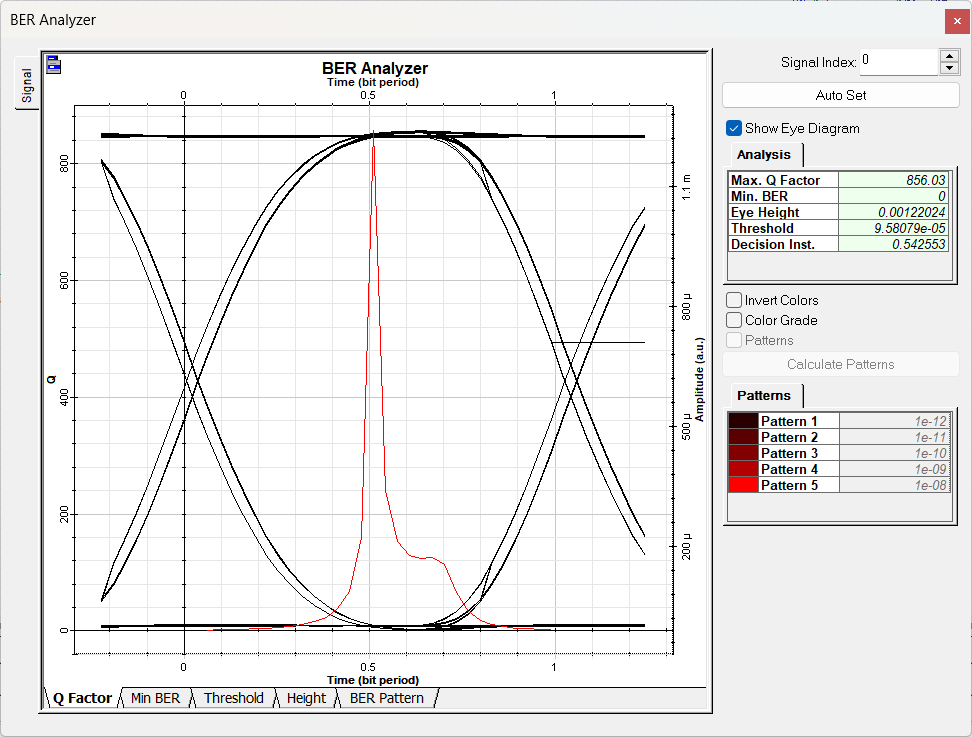 BER Analyzer
Signal
BER Analyzer
Time (bit period)
0 0.5 1
Q
800
600
400
200
0
Amplitude (a.u.)
1.1 m
800 µ
500 µ
200 µ
0 0.5 1
Time (bit period)
Q Factor Min BER Threshold Height BER Pattern
Signal Index: 0
Auto Set
Show Eye Diagram
Analysis
Max. Q Factor 856.03
Min. BER 0
Eye Height 0.00122024
Threshold 9.58079e-05
Decision Inst. 0.542553
Invert Colors
Color Grade
Patterns
Calculate Patterns
Patterns
Pattern 1 1e-12
Pattern 2 1e-11
Pattern 3 1e-10
Pattern 4 1e-09
Pattern 5 1e-08